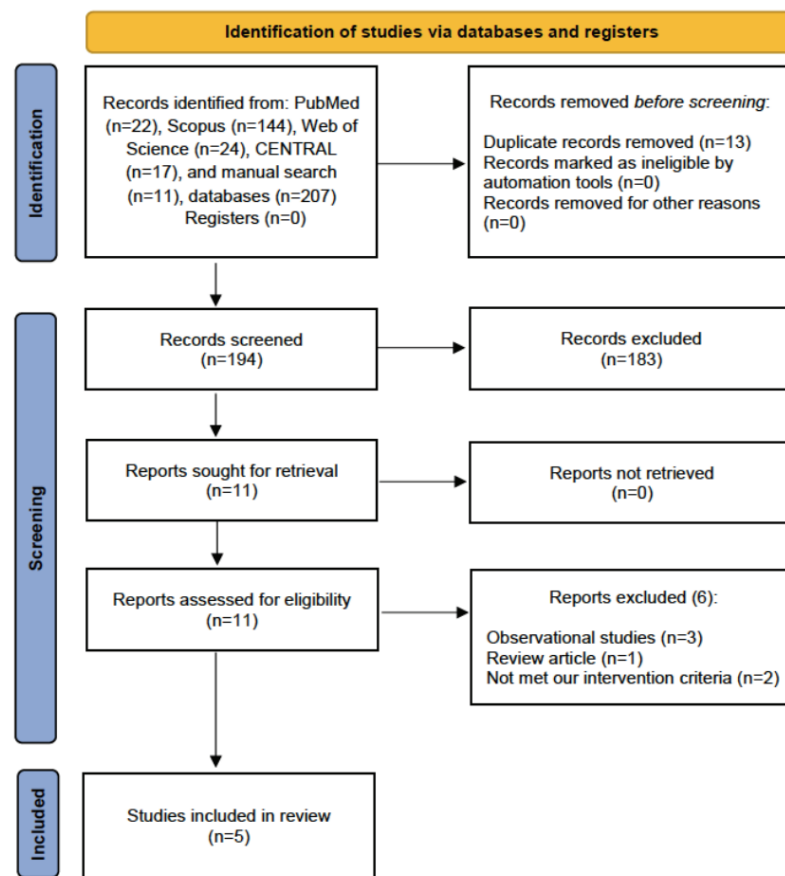 Identification of studies via databases and registers
Identification
Records identified from: PubMed
(n=22), Scopus (n=144), Web of
Science (n=24), CENTRAL
(n=17), and manual search
(n=11), databases (n=207)
Registers (n=0)
Records removed before screening:
Duplicate records removed (n=13)
Records marked as ineligible by
automation tools (n=0)
Records removed for other reasons
(n=0)
Screening
Records screened
(n=194)
Records excluded
(n=183)
Reports sought for retrieval
(n=11)
Reports not retrieved
(n=0)
Reports assessed for eligibility
(n=11)
Reports excluded (6):
Observational studies (n=3)
Review article (n=1)
Not met our intervention criteria (n=2)
Included
Studies included in review
(n=5)